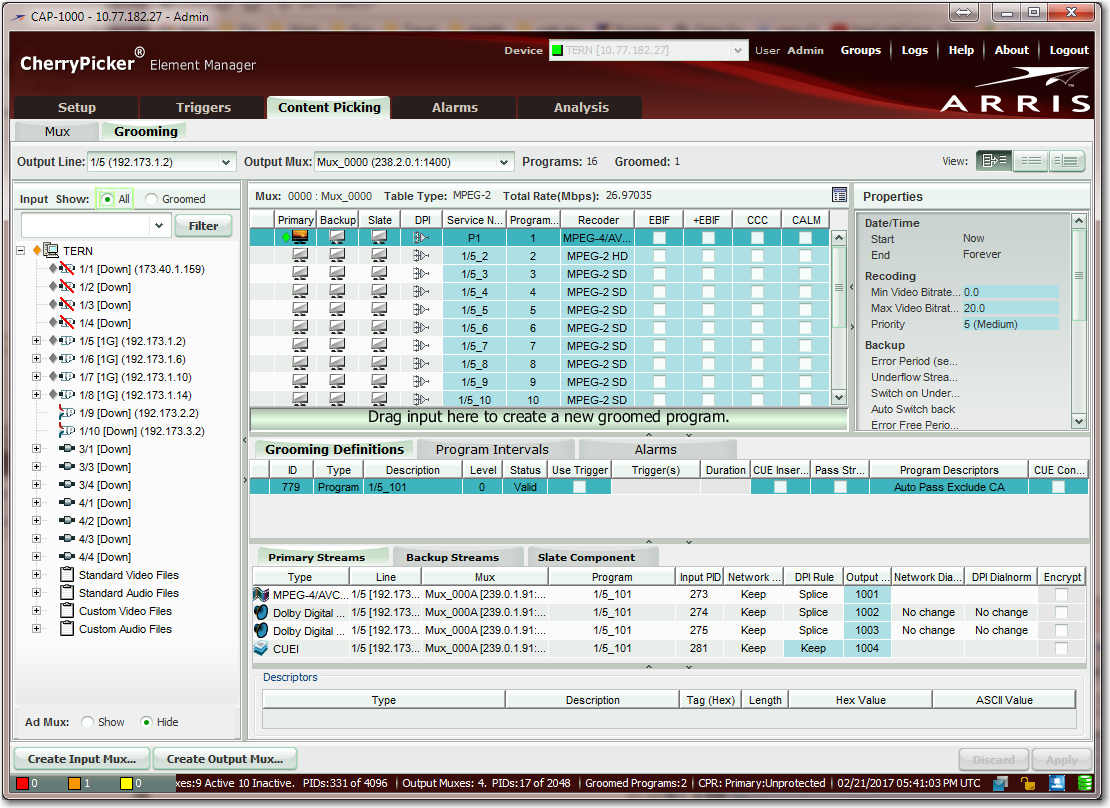 CAP-1000 - 10.77.182.27 - Admin
CherryPicker® Element Manager
Device TERN [10.77.182.27] User Admin Groups Logs Help About Logout
ARRIS
Setup Triggers Content Picking Alarms Analysis
Mux Grooming
Output Line: 1/5 (192.173.1.2) Output Mux: Mux_0000 (238.2.0.1:1400) Programs: 16 Groomed: 1 View:
Input Show: All Groomed
Filter
TERN
1/1 [Down] (173.40.1.159)
1/2 [Down]
1/3 [Down]
1/4 [Down]
1/5 [1G] (192.173.1.2)
1/6 [1G] (192.173.1.6)
1/7 [1G] (192.173.1.10)
1/8 [1G] (192.173.1.14)
1/9 [Down] (192.173.2.2)
1/10 [Down] (192.173.3.2)
3/1 [Down]
3/3 [Down]
3/4 [Down]
4/1 [Down]
4/2 [Down]
4/3 [Down]
4/4 [Down]
Standard Video Files
Standard Audio Files
Custom Video Files
Custom Audio Files
Ad Mux: Show Hide
Mux: 0000 : Mux_0000 Table Type: MPEG-2 Total Rate(Mbps): 26.97035
Primary Backup Slate DPI Service N... Program... Recoder EBIF +EBIF CCC CALM
P1 1 MPEG-4/AV...
1/5_2 2 MPEG-2 HD
1/5_3 3 MPEG-2 SD
1/5_4 4 MPEG-2 SD
1/5_5 5 MPEG-2 SD
1/5_6 6 MPEG-2 SD
1/5_7 7 MPEG-2 SD
1/5_8 8 MPEG-2 SD
1/5_9 9 MPEG-2 SD
1/5_10 10 MPEG-2 SD
Drag input here to create a new groomed program.
Properties
Date/Time
Start Now
End Forever
Recoding
Min Video Bitrate... 0.0
Max Video Bitrat... 20.0
Priority 5 (Medium)
Backup
Error Period (se...
Underflow Strea...
Switch on Under...
Auto Switch back
Error Free Perio...
Grooming Definitions Program Intervals Alarms
ID Type Description Level Status Use Trigger Trigger(s) Duration CUE Inser... Pass Str... Program Descriptors CUE Con...
779 Program 1/5_101 0 Valid Auto Pass Exclude CA
Primary Streams Backup Streams Slate Component
Type Line Mux Program Input PID Network ... DPI Rule Output ... Network Dia... DPI Dialnorm Encrypt
MPEG-4/AVC... 1/5 [192.173... Mux_000A [239.0.1.91:... 1/5_101 273 Keep Splice 1001
Dolby Digital ... 1/5 [192.173... Mux_000A [239.0.1.91:... 1/5_101 274 Keep Splice 1002 No change No change
Dolby Digital ... 1/5 [192.173... Mux_000A [239.0.1.91:... 1/5_101 275 Keep Splice 1003 No change No change
CUEI 1/5 [192.173... Mux_000A [239.0.1.91:... 1/5_101 281 Keep Keep 1004
Descriptors
Type Description Tag (Hex) Length Hex Value ASCII Value
Create Input Mux... Create Output Mux... Discard Apply
0 1 0 uxes:9 Active 10 Inactive. PIDs:331 of 4096 Output Muxes: 4. PIDs:17 of 2048 Groomed Programs:2 CPR: Primary:Unprotected 02/21/2017 05:41:03 PM UTC